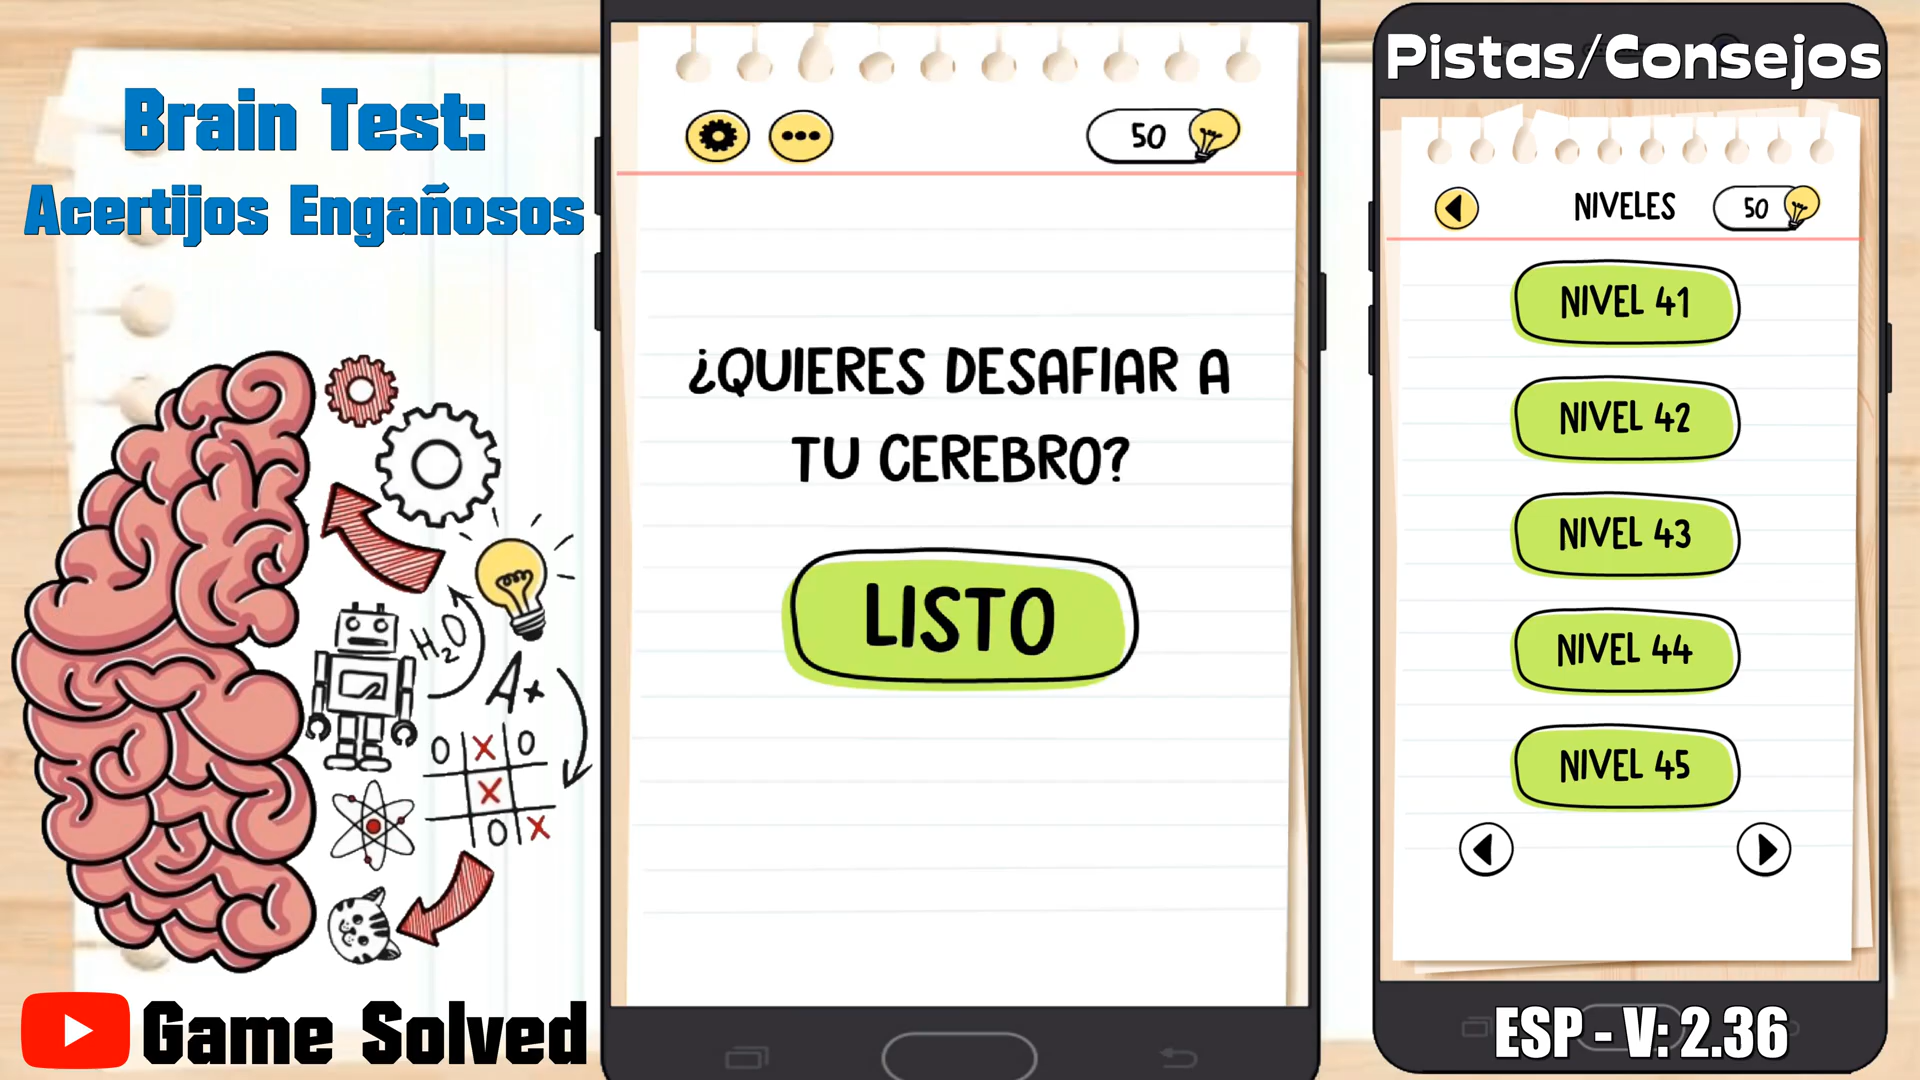 Brain Test:
Acertijos Engañosos
H₂O
A+
O X O
X
O X
Game Solved
50
¿QUIERES DESAFIAR A
TU CEREBRO?
LISTO
Pistas/Consejos
NIVELES
50
NIVEL 41
NIVEL 42
NIVEL 43
NIVEL 44
NIVEL 45
ESP - V: 2.36